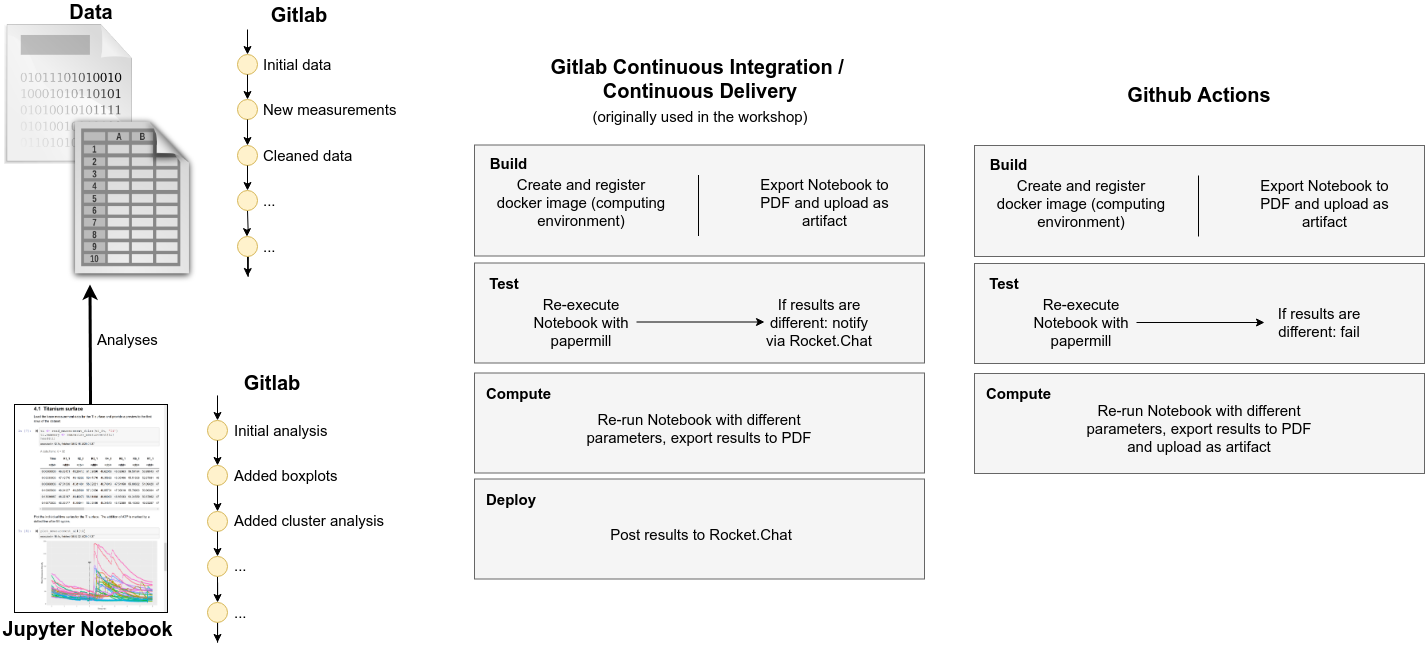 Data
01011101010010
10001010110101
01010010101111
A B
1
2
3
4
5
6
7
8
9
10
Analyses
4.1 Titanium surface
Jupyter Notebook
Gitlab
Initial data
New measurements
Cleaned data
...
...
Gitlab
Initial analysis
Added boxplots
Added cluster analysis
...
...
Gitlab Continuous Integration /
Continuous Delivery
(originally used in the workshop)
Build
Create and register
docker image (computing
environment)
Export Notebook to
PDF and upload as
artifact
Test
Re-execute
Notebook with
papermill
If results are
different: notify
via Rocket.Chat
Compute
Re-run Notebook with different
parameters, export results to PDF
Deploy
Post results to Rocket.Chat
Github Actions
Build
Create and register
docker image (computing
environment)
Export Notebook to
PDF and upload as
artifact
Test
Re-execute
Notebook with
papermill
If results are
different: fail
Compute
Re-run Notebook with different
parameters, export results to PDF
and upload as artifact